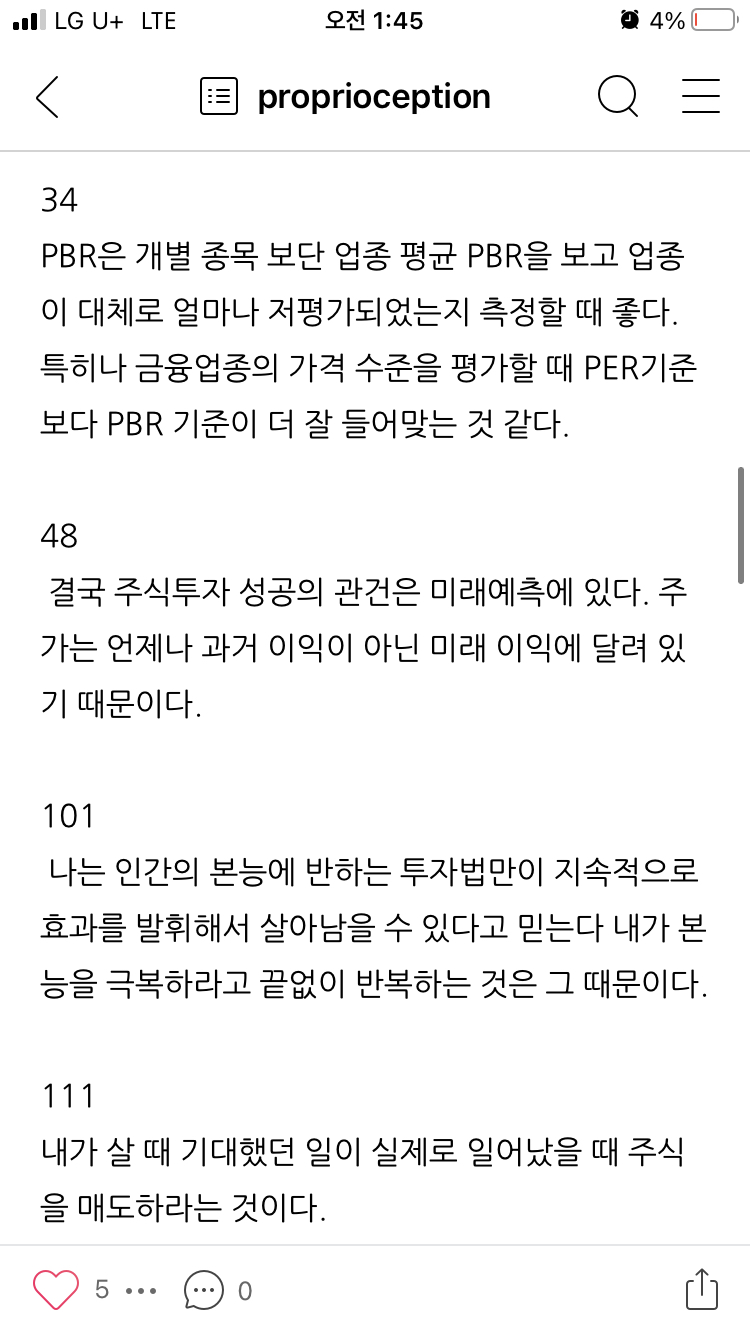 LG U+ LTE 오전 1:45 4%
proprioception
34
PBR은 개별 종목 보단 업종 평균 PBR을 보고 업종
이 대체로 얼마나 저평가되었는지 측정할 때 좋다.
특히나 금융업종의 가격 수준을 평가할 때 PER기준
보다 PBR 기준이 더 잘 들어맞는 것 같다.
48
결국 주식투자 성공의 관건은 미래예측에 있다. 주
가는 언제나 과거 이익이 아닌 미래 이익에 달려 있
기 때문이다.
101
나는 인간의 본능에 반하는 투자법만이 지속적으로
효과를 발휘해서 살아남을 수 있다고 믿는다 내가 본
능을 극복하라고 끝없이 반복하는 것은 그 때문이다.
111
내가 살 때 기대했던 일이 실제로 일어났을 때 주식
을 매도하라는 것이다.
5 0